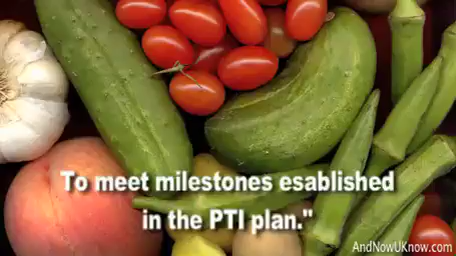 To meet milestones esablished
in the PTI plan."
AndNowUKnow.com